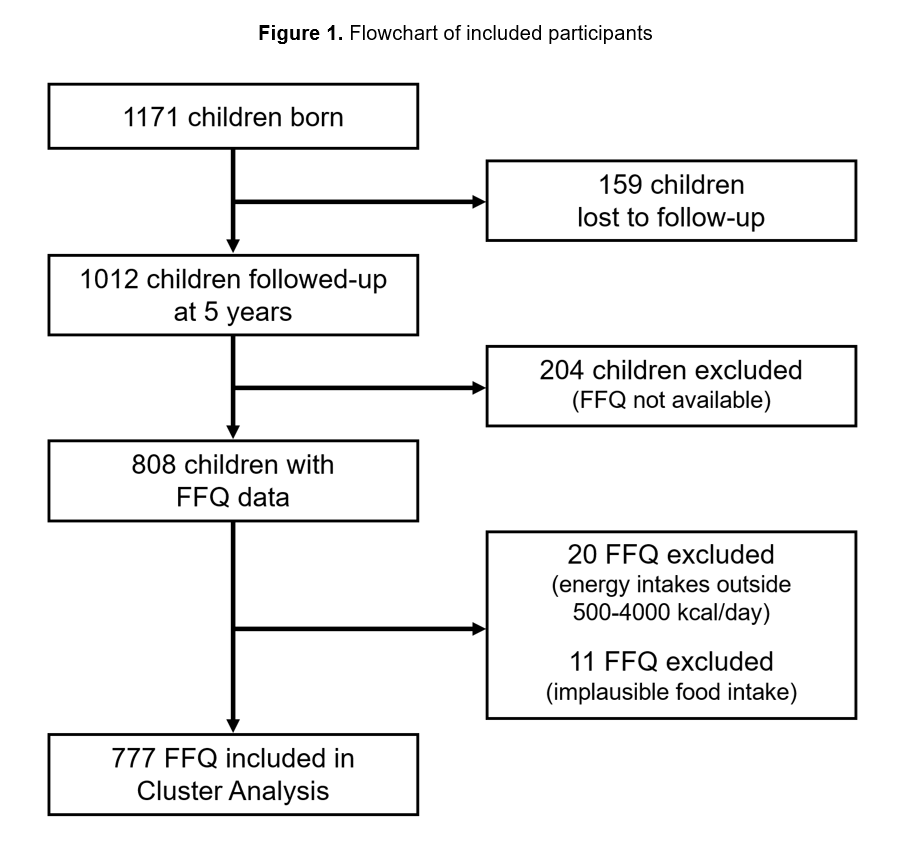 Figure 1. Flowchart of included participants
1171 children born
159 children
lost to follow-up
1012 children followed-up
at 5 years
204 children excluded
(FFQ not available)
808 children with
FFQ data
20 FFQ excluded
(energy intakes outside
500-4000 kcal/day)
11 FFQ excluded
(implausible food intake)
777 FFQ included in
Cluster Analysis